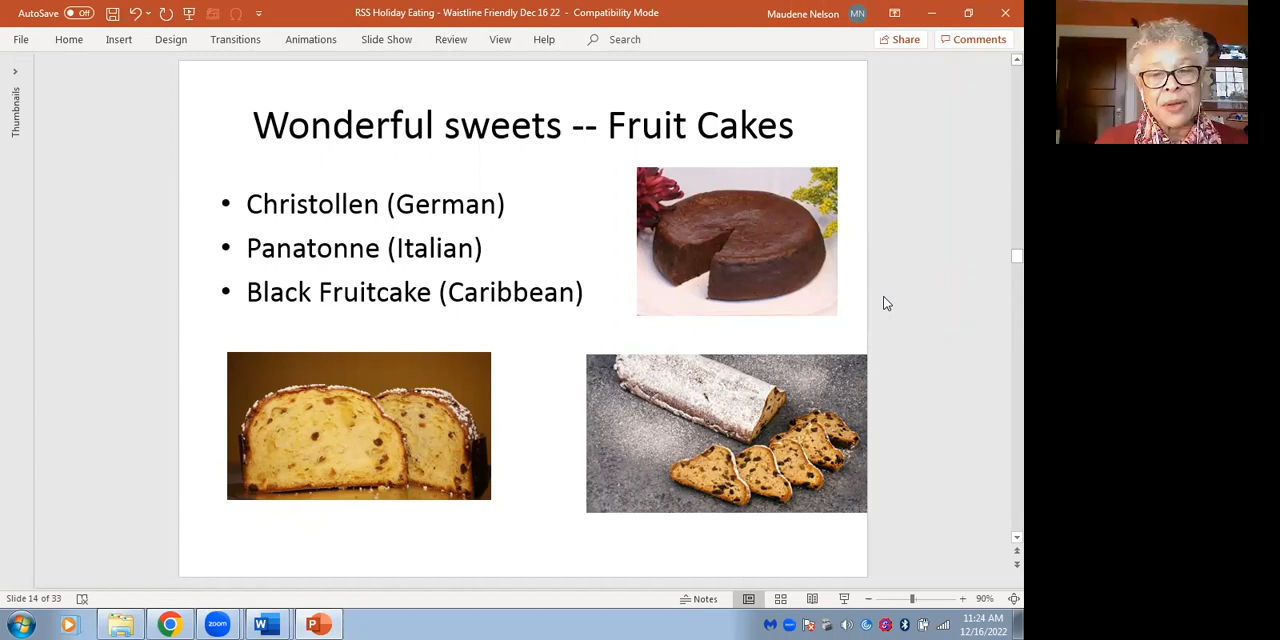 AutoSave Off
RSS Holiday Eating - Waistline Friendly Dec 16 22 - Compatibility Mode
Maudene Nelson MN
File Home Insert Design Transitions Animations Slide Show Review View Help Search
Share Comments
Thumbnails
Wonderful sweets -- Fruit Cakes
• Christollen (German)
• Panatonne (Italian)
• Black Fruitcake (Caribbean)
Slide 14 of 33
Notes
90%
zoom
11:24 AM
12/16/2022